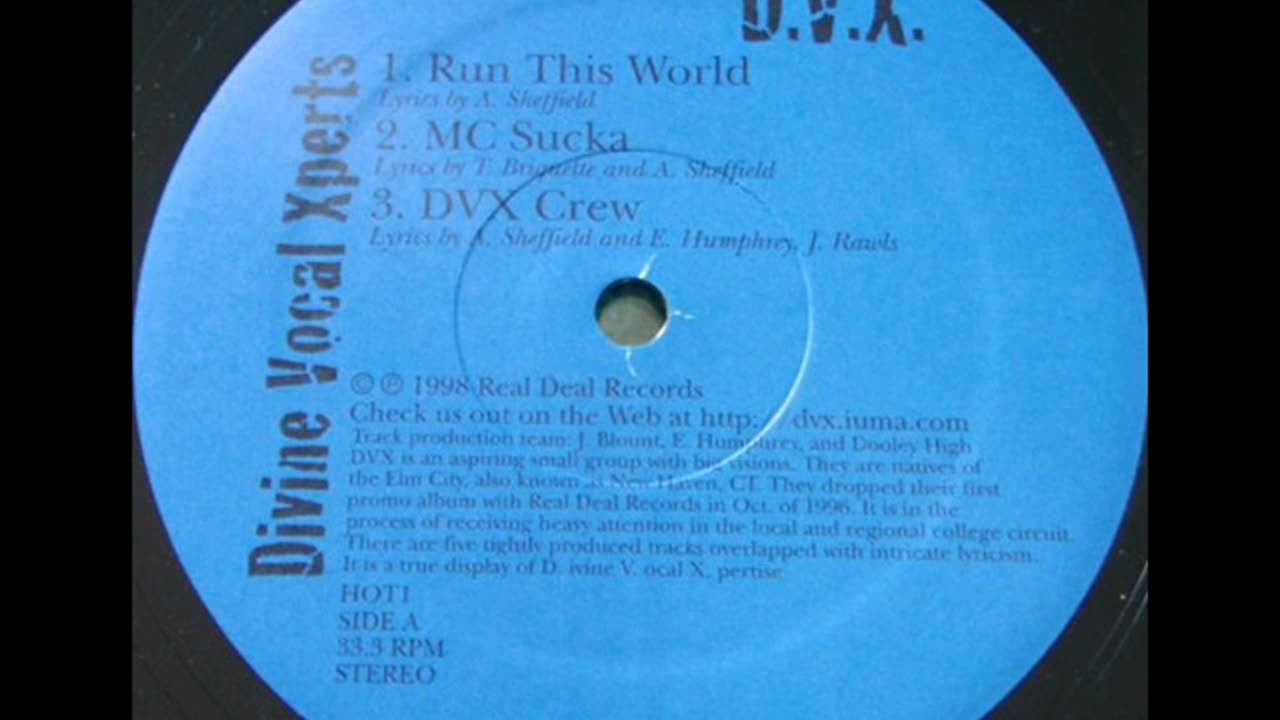 D.V.X.
Divine Vocal Xperts
1. Run This World
Lyrics by A. Sheffield
2. MC Sucka
Lyrics by T. Briquette and A. Sheffield
3. DVX Crew
Lyrics by A. Sheffield and E. Humphrey, J. Rawls
©℗ 1998 Real Deal Records
Check us out on the Web at http:// dvx.iuma.com
Track production team: J. Blount, E. Humphrey, and Dooley High
DVX is an aspiring small group with big visions. They are natives of
the Elm City, also known as New Haven, CT. They dropped their first
promo album with Real Deal Records in Oct. of 1996. It is in the
process of receiving heavy attention in the local and regional college circuit.
There are five tightly produced tracks overlapped with intricate lyricism.
It is a true display of D. ivine V. ocal X. pertise
HOT1
SIDE A
33.3 RPM
STEREO